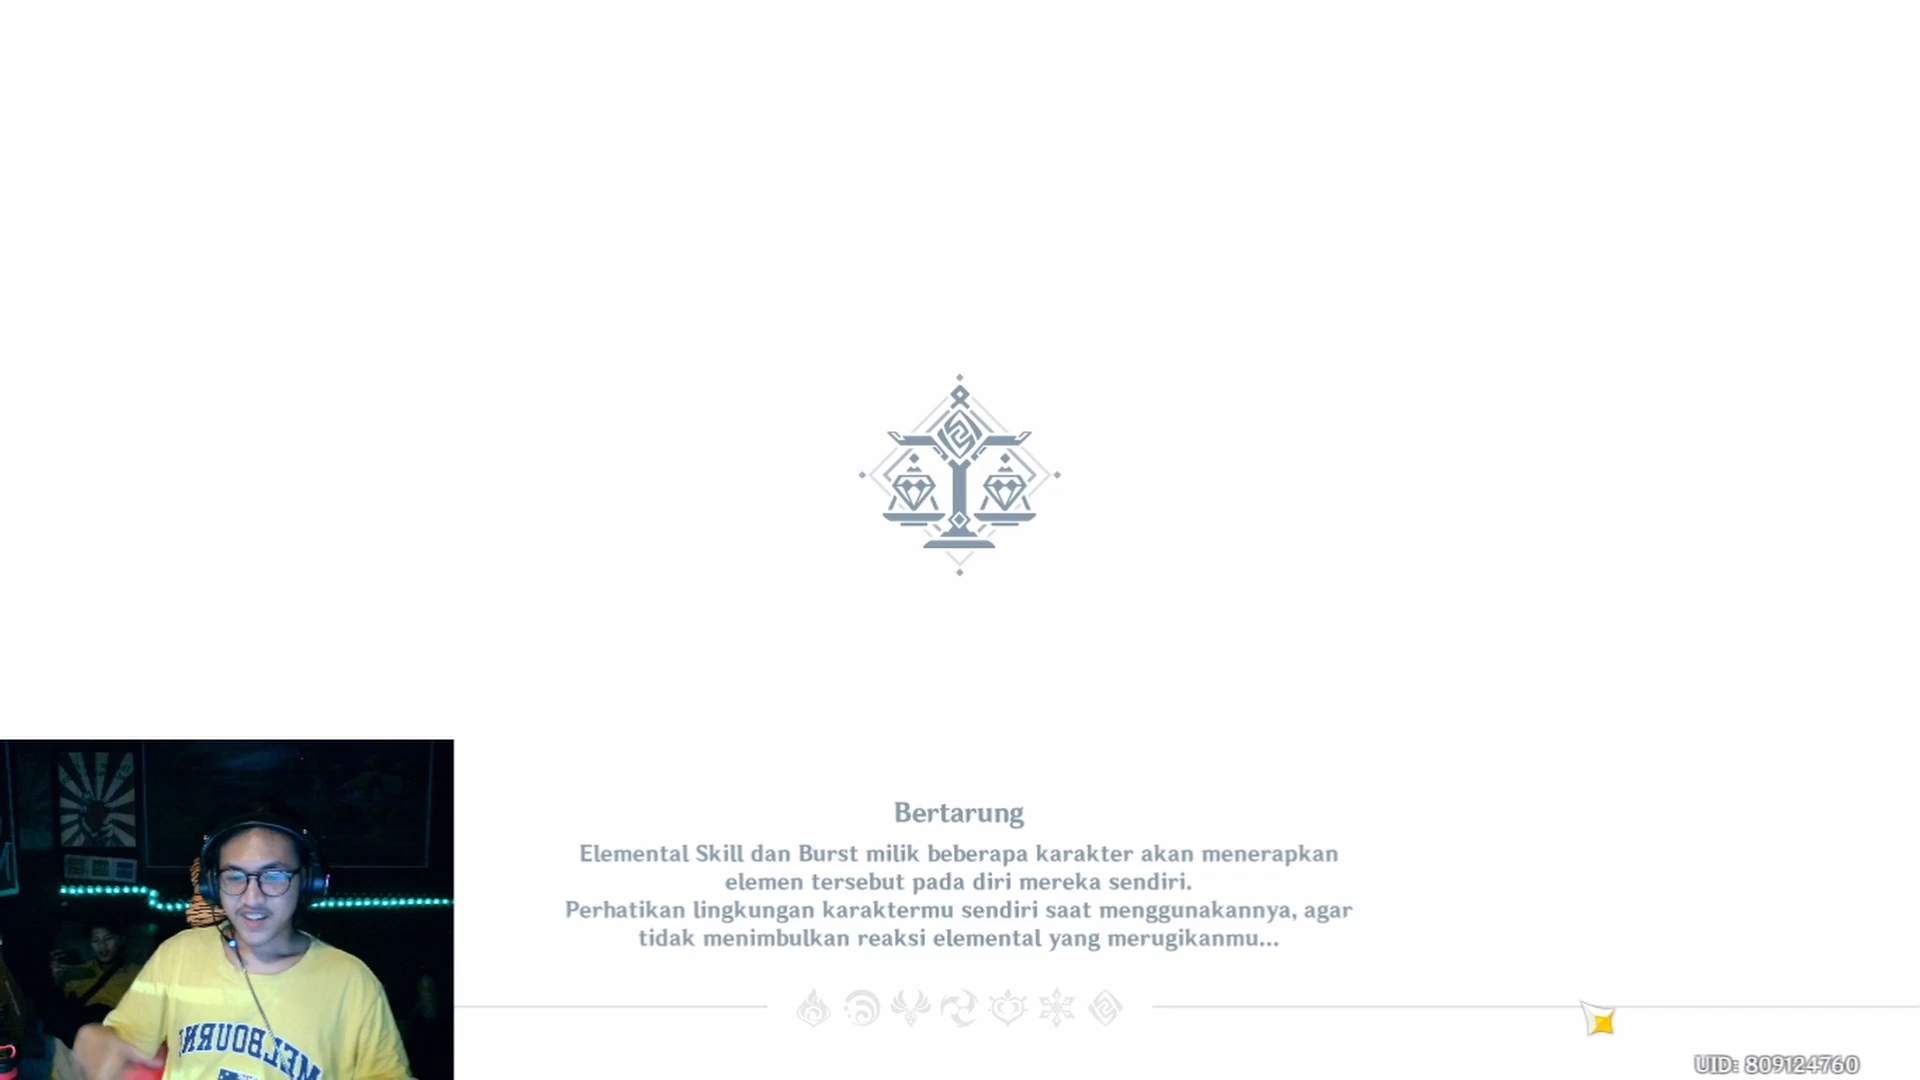 Bertarung
Elemental Skill dan Burst milik beberapa karakter akan menerapkan
elemen tersebut pada diri mereka sendiri.
Perhatikan lingkungan karaktermu sendiri saat menggunakannya, agar
tidak menimbulkan reaksi elemental yang merugikanmu...
MELBOURNE
UID: 809124760